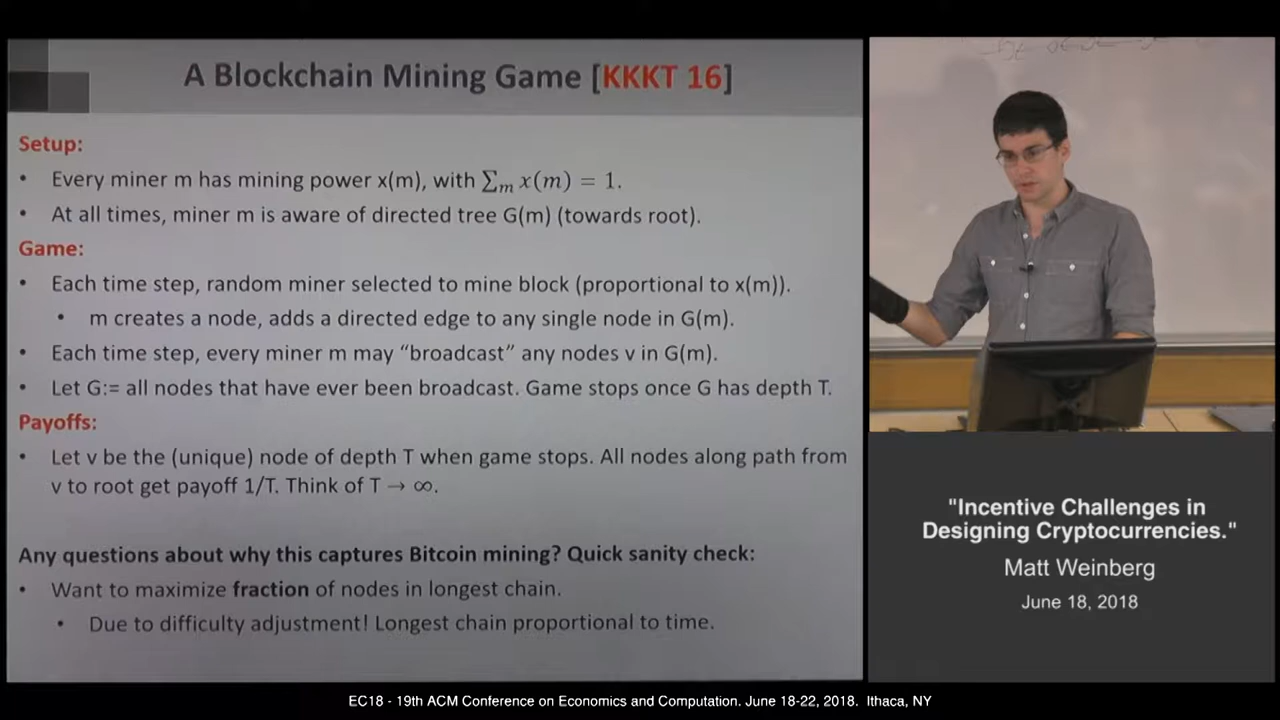 A Blockchain Mining Game [KKKT 16]
Setup:
• Every miner m has mining power x(m), with ∑ₘ x(m) = 1.
• At all times, miner m is aware of directed tree G(m) (towards root).
Game:
• Each time step, random miner selected to mine block (proportional to x(m)).
• m creates a node, adds a directed edge to any single node in G(m).
• Each time step, every miner m may “broadcast” any nodes v in G(m).
• Let G:= all nodes that have ever been broadcast. Game stops once G has depth T.
Payoffs:
• Let v be the (unique) node of depth T when game stops. All nodes along path from
v to root get payoff 1/T. Think of T → ∞.
Any questions about why this captures Bitcoin mining? Quick sanity check:
• Want to maximize fraction of nodes in longest chain.
• Due to difficulty adjustment! Longest chain proportional to time.
"Incentive Challenges in
Designing Cryptocurrencies."
Matt Weinberg
June 18, 2018
EC18 - 19th ACM Conference on Economics and Computation. June 18-22, 2018. Ithaca, NY